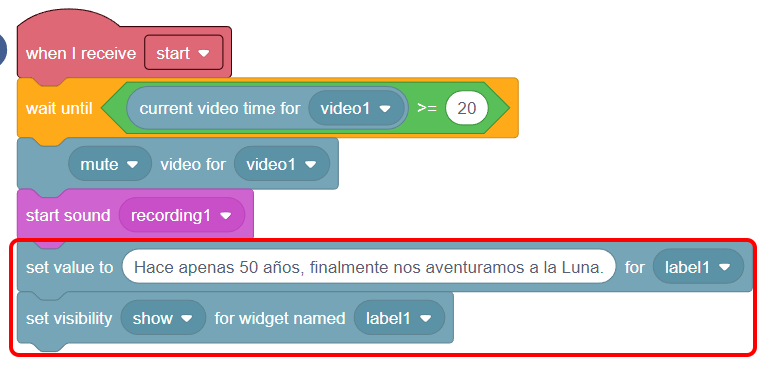 when I receive start
wait until current video time for video1 >= 20
mute video for video1
start sound recording1
set value to Hace apenas 50 años, finalmente nos aventuramos a la Luna. for label1
set visibility show for widget named label1